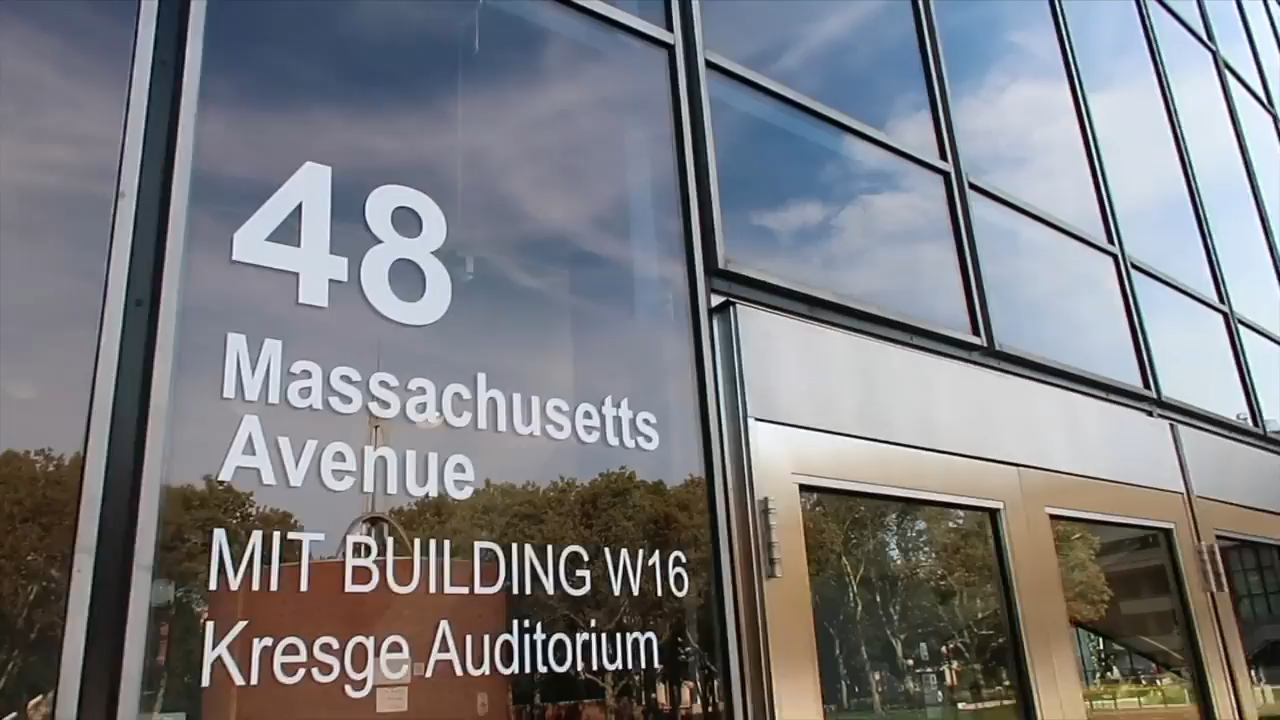 48
Massachusetts
Avenue
MIT BUILDING W16
Kresge Auditorium